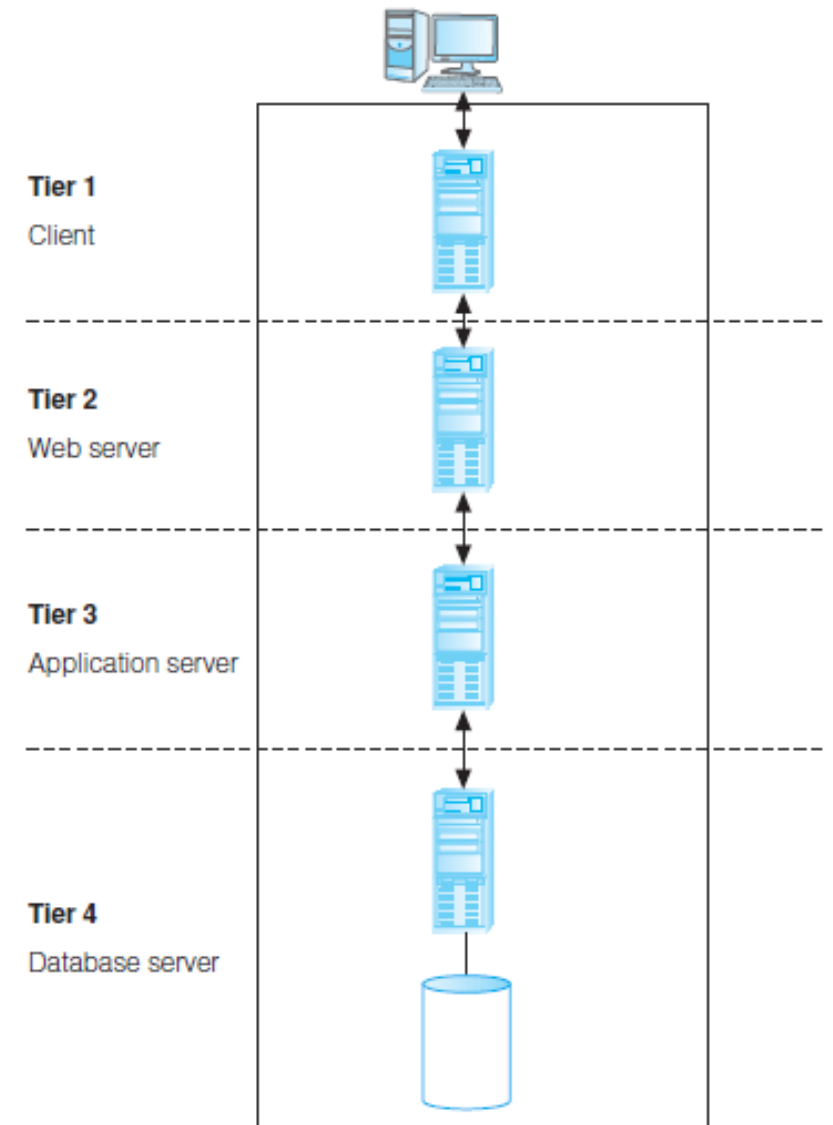 Tier 1
Client
Tier 2
Web server
Tier 3
Application server
Tier 4
Database server